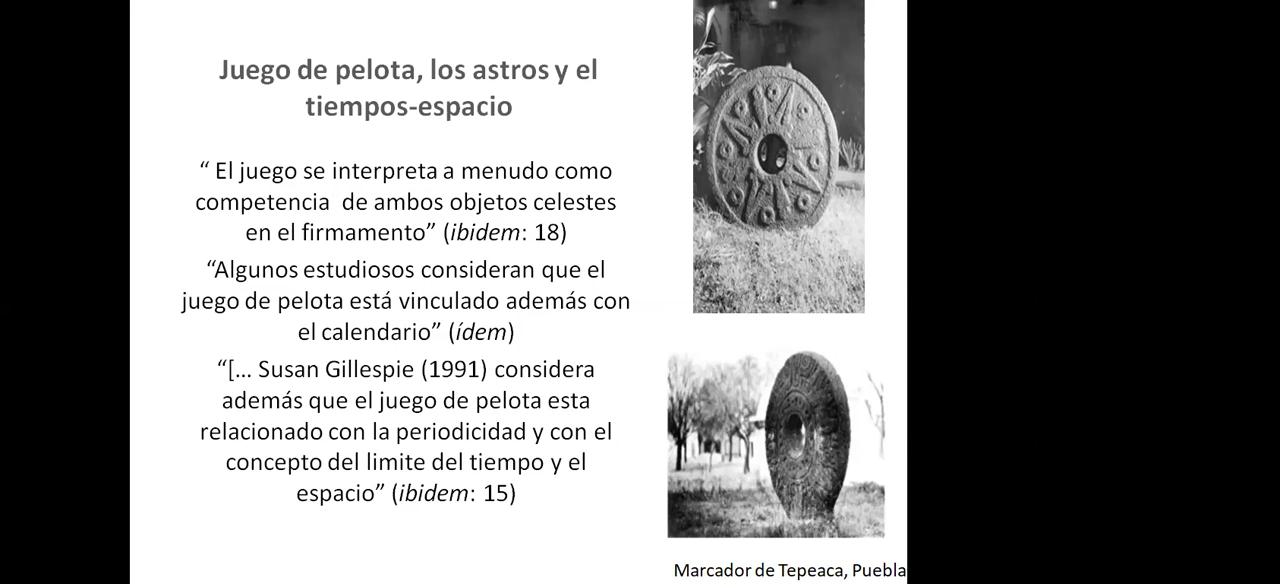 Juego de pelota, los astros y el
tiempos-espacio
“ El juego se interpreta a menudo como
competencia  de ambos objetos celestes
en el firmamento” (ibidem: 18)
“Algunos estudiosos consideran que el
juego de pelota está vinculado además con
el calendario” (ídem)
“[... Susan Gillespie (1991) considera
además que el juego de pelota esta
relacionado con la periodicidad y con el
concepto del limite del tiempo y el
espacio” (ibidem: 15)
Marcador de Tepeaca, Puebla